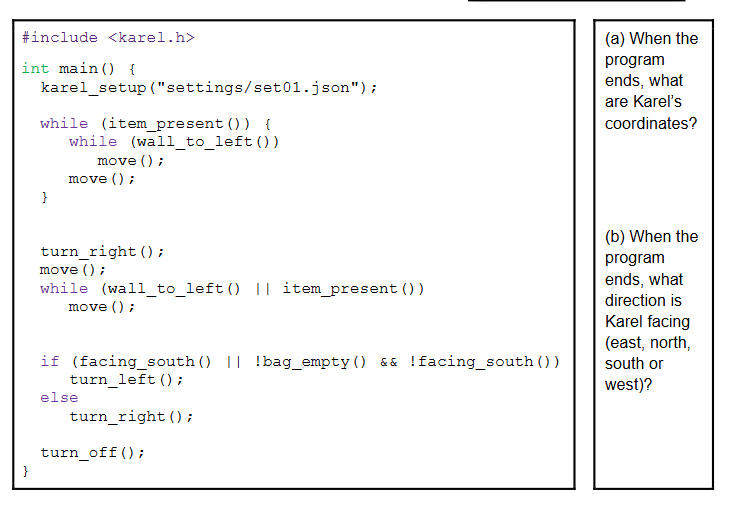 #include <karel.h>
int main() {
karel_setup("settings/set01.json");
while (item_present()) {
while (wall_to_left())
move();
move();
}
turn_right();
move();
while (wall_to_left() || item_present())
move();
if (facing_south() || !bag_empty() && !facing_south())
turn_left();
else
turn_right();
turn_off();
}
(a) When the
program
ends, what
are Karel's
coordinates?
(b) When the
program
ends, what
direction is
Karel facing
(east, north,
south or
west)?